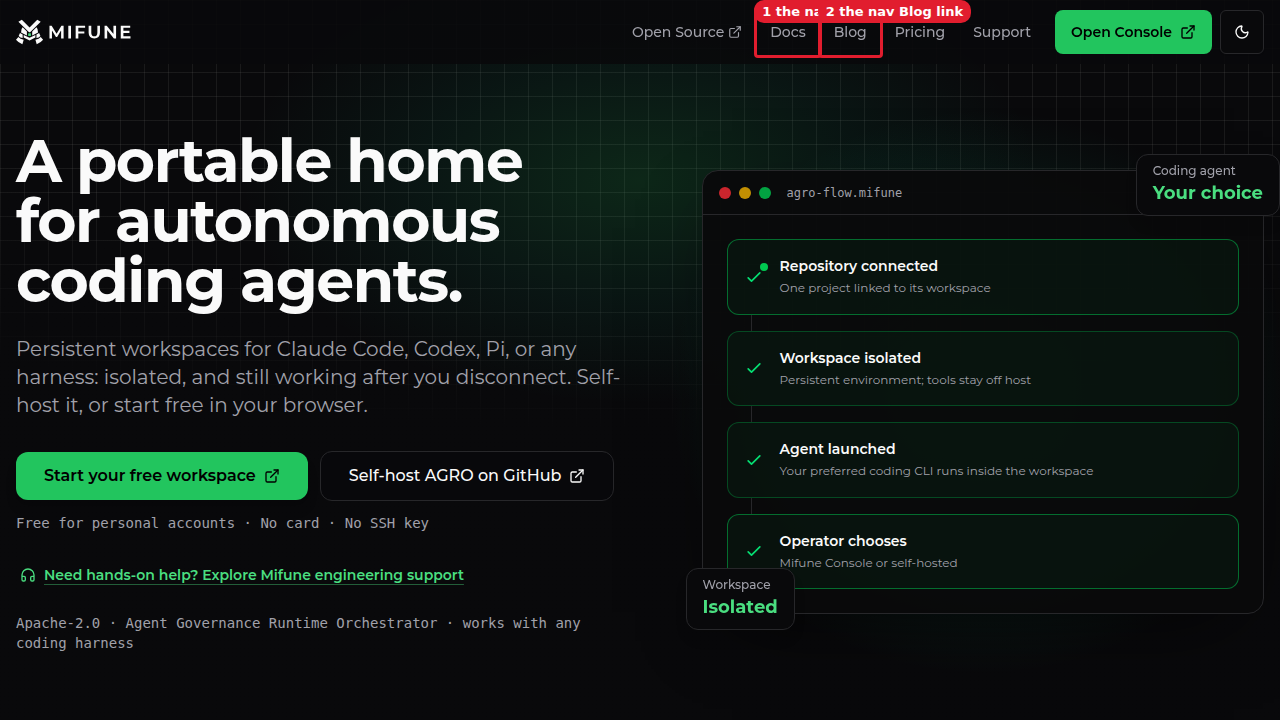 MIFUNE
1 the na
2 the nav Blog link
Open Source
Docs
Blog
Pricing
Support
Open Console
A portable home
for autonomous
coding agents.
Persistent workspaces for Claude Code, Codex, Pi, or any
harness: isolated, and still working after you disconnect. Self-
host it, or start free in your browser.
Start your free workspace
Self-host AGRO on GitHub
Free for personal accounts · No card · No SSH key
Need hands-on help? Explore Mifune engineering support
Apache-2.0 · Agent Governance Runtime Orchestrator · works with any
coding harness
agro-flow.mifune
Coding agent
Your choice
Repository connected
One project linked to its workspace
Workspace isolated
Persistent environment; tools stay off host
Agent launched
Your preferred coding CLI runs inside the workspace
Operator chooses
Mifune Console or self-hosted
Workspace
Isolated